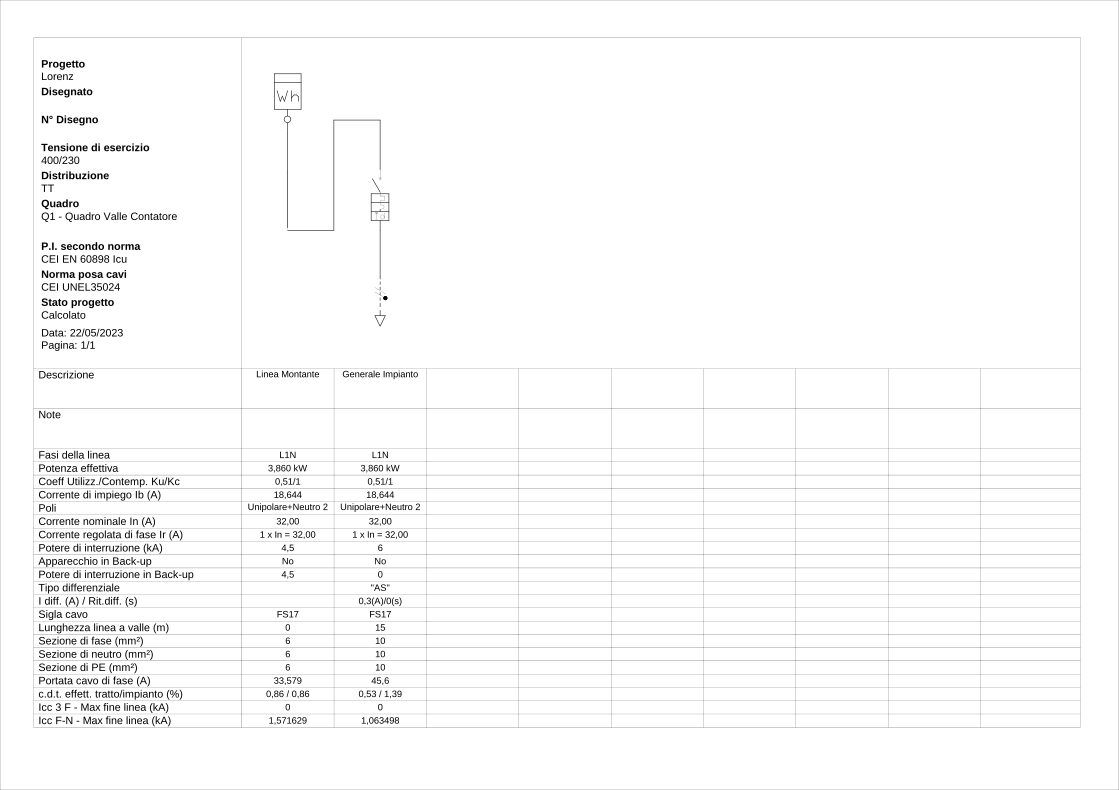 Progetto
Lorenz
Disegnato
N° Disegno
Tensione di esercizio
400/230
Distribuzione
TT
Quadro
Q1 - Quadro Valle Contatore
P.I. secondo norma
CEI EN 60898 Icu
Norma posa cavi
CEI UNEL35024
Stato progetto
Calcolato
Data: 22/05/2023
Pagina: 1/1
Wh
Descrizione Linea Montante Generale Impianto
Note
Fasi della linea L1N L1N
Potenza effettiva 3,860 kW 3,860 kW
Coeff Utilizz./Contemp. Ku/Kc 0,51/1 0,51/1
Corrente di impiego Ib (A) 18,644 18,644
Poli Unipolare+Neutro 2 Unipolare+Neutro 2
Corrente nominale In (A) 32,00 32,00
Corrente regolata di fase Ir (A) 1 x In = 32,00 1 x In = 32,00
Potere di interruzione (kA) 4,5 6
Apparecchio in Back-up No No
Potere di interruzione in Back-up 4,5 0
Tipo differenziale "AS"
I diff. (A) / Rit.diff. (s) 0,3(A)/0(s)
Sigla cavo FS17 FS17
Lunghezza linea a valle (m) 0 15
Sezione di fase (mm²) 6 10
Sezione di neutro (mm²) 6 10
Sezione di PE (mm²) 6 10
Portata cavo di fase (A) 33,579 45,6
c.d.t. effett. tratto/impianto (%) 0,86 / 0,86 0,53 / 1,39
Icc 3 F - Max fine linea (kA) 0 0
Icc F-N - Max fine linea (kA) 1,571629 1,063498